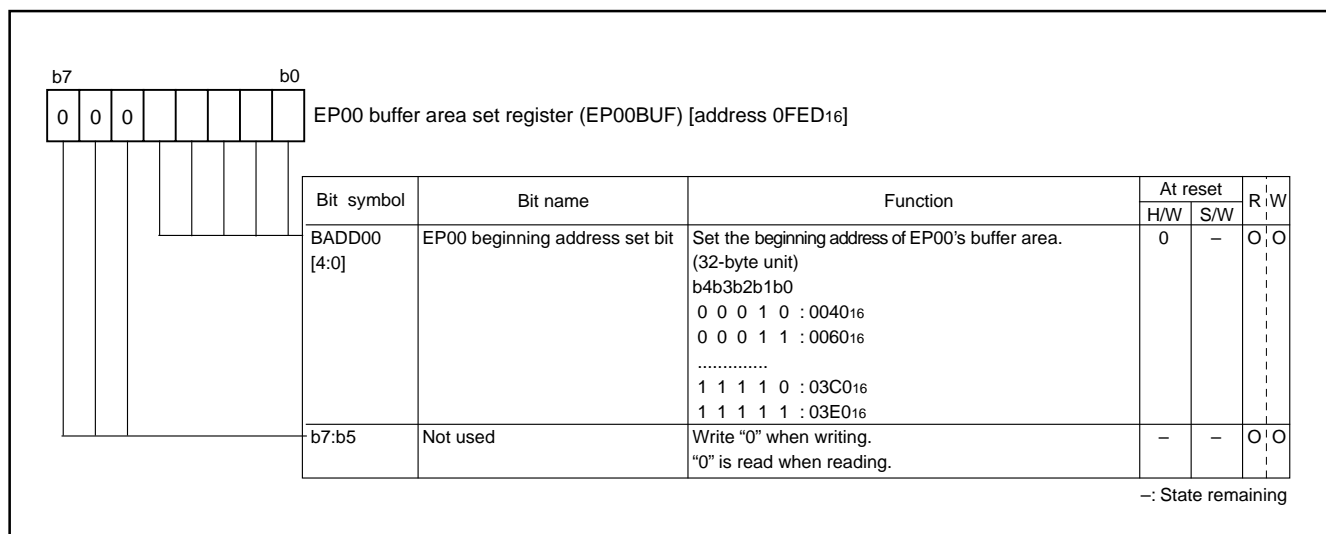 b7 b0
0 0 0
EP00 buffer area set register (EP00BUF) [address 0FED16]
Bit symbol Bit name Function At reset R W
H/W S/W
BADD00 EP00 beginning address set bit Set the beginning address of EP00's buffer area. 0 – O O
[4:0] (32-byte unit)
b4b3b2b1b0
0 0 0 1 0 : 004016
0 0 0 1 1 : 006016
..............
1 1 1 1 0 : 03C016
1 1 1 1 1 : 03E016
b7:b5 Not used Write “0” when writing. – – O O
“0” is read when reading.
–: State remaining